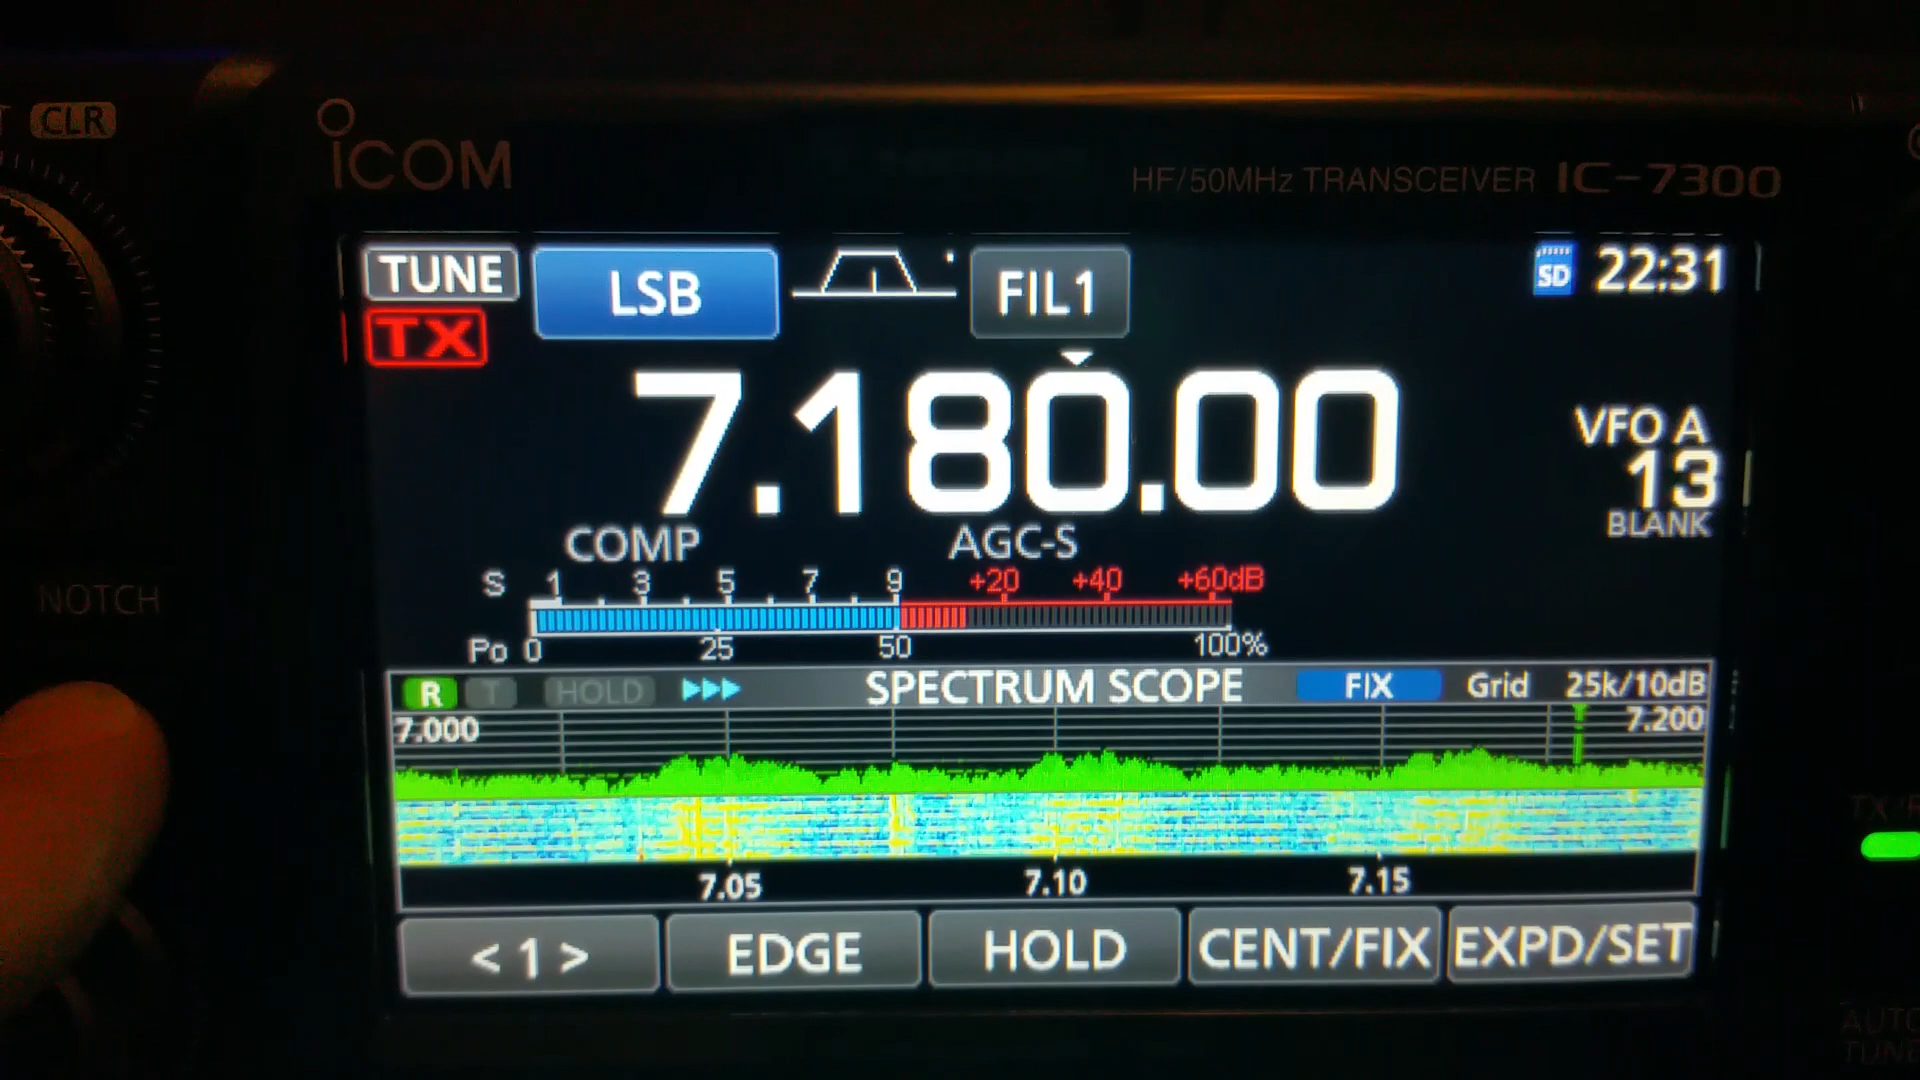 CLR
ICOM
HF/50MHz TRANSCEIVER IC-7300
TUNE LSB FIL1 SD 22:31
TX
7.180.00
VFO A
13
BLANK
COMP AGC-S
S 1 3 5 7 9 +20 +40 +60dB
Po 0 25 50 100%
NOTCH
R T HOLD SPECTRUM SCOPE FIX Grid 25k/10dB
7.000 7.200
7.05 7.10 7.15
< 1 > EDGE HOLD CENT/FIX EXPD/SET
AUTO
TUNE